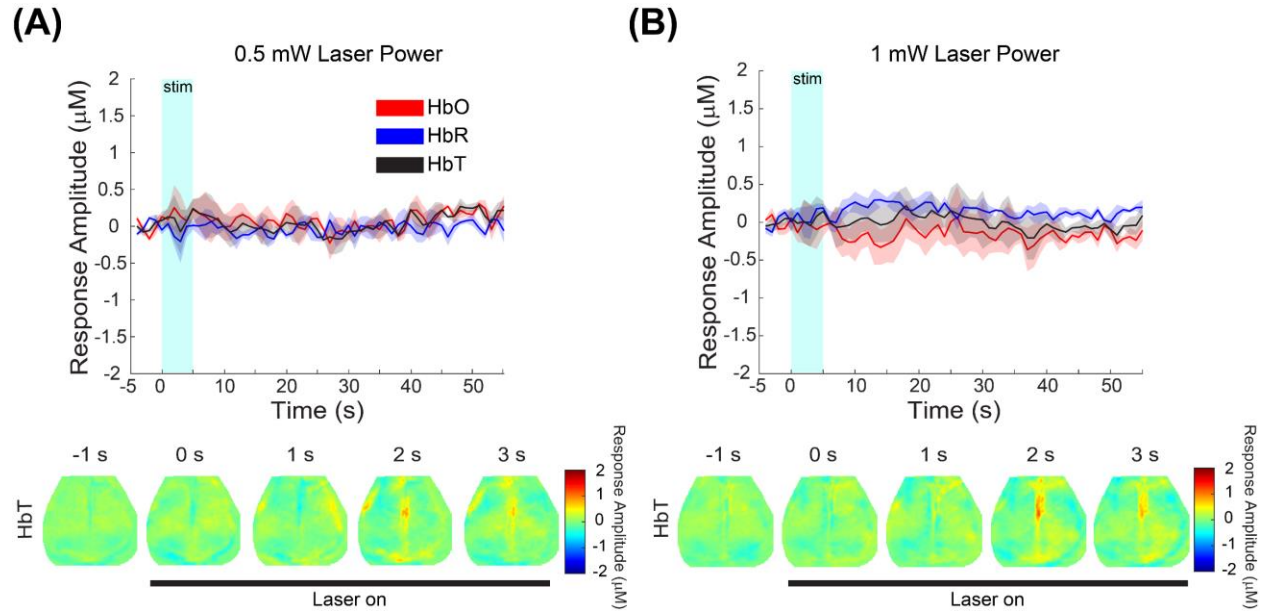 (A)
0.5 mW Laser Power
Response Amplitude (μM)
2
1.5
1
0.5
0
-0.5
-1
-1.5
-2
stim
HbO
HbR
HbT
-5 0 10 20 30 40 50
Time (s)
-1 s 0 s 1 s 2 s 3 s
HbT
Laser on
2
1
0
-1
-2
Response Amplitude (μM)
(B)
1 mW Laser Power
Response Amplitude (μM)
2
1.5
1
0.5
0
-0.5
-1
-1.5
-2
stim
-5 0 10 20 30 40 50
Time (s)
-1 s 0 s 1 s 2 s 3 s
HbT
Laser on
2
1
0
-1
-2
Response Amplitude (μM)